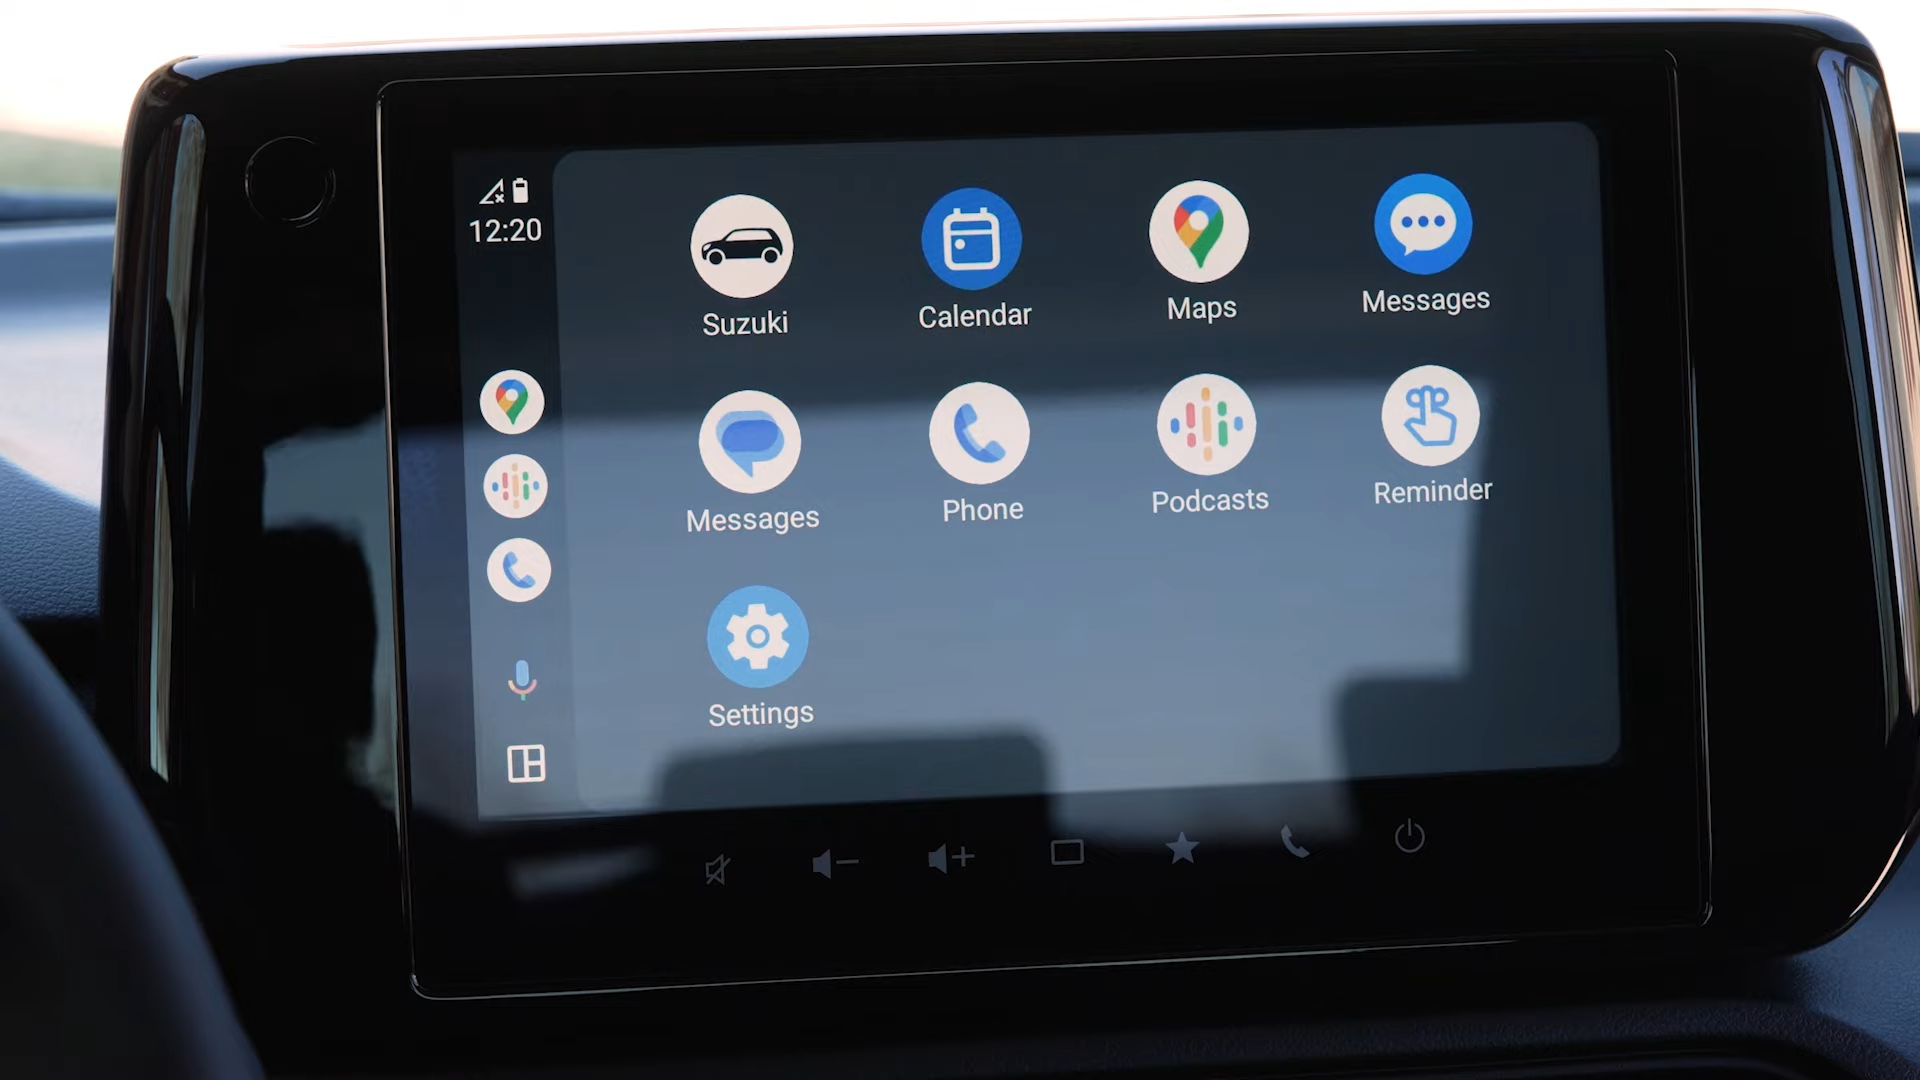 12:20
Suzuki
Calendar
Maps
Messages
Messages
Phone
Podcasts
Reminder
Settings